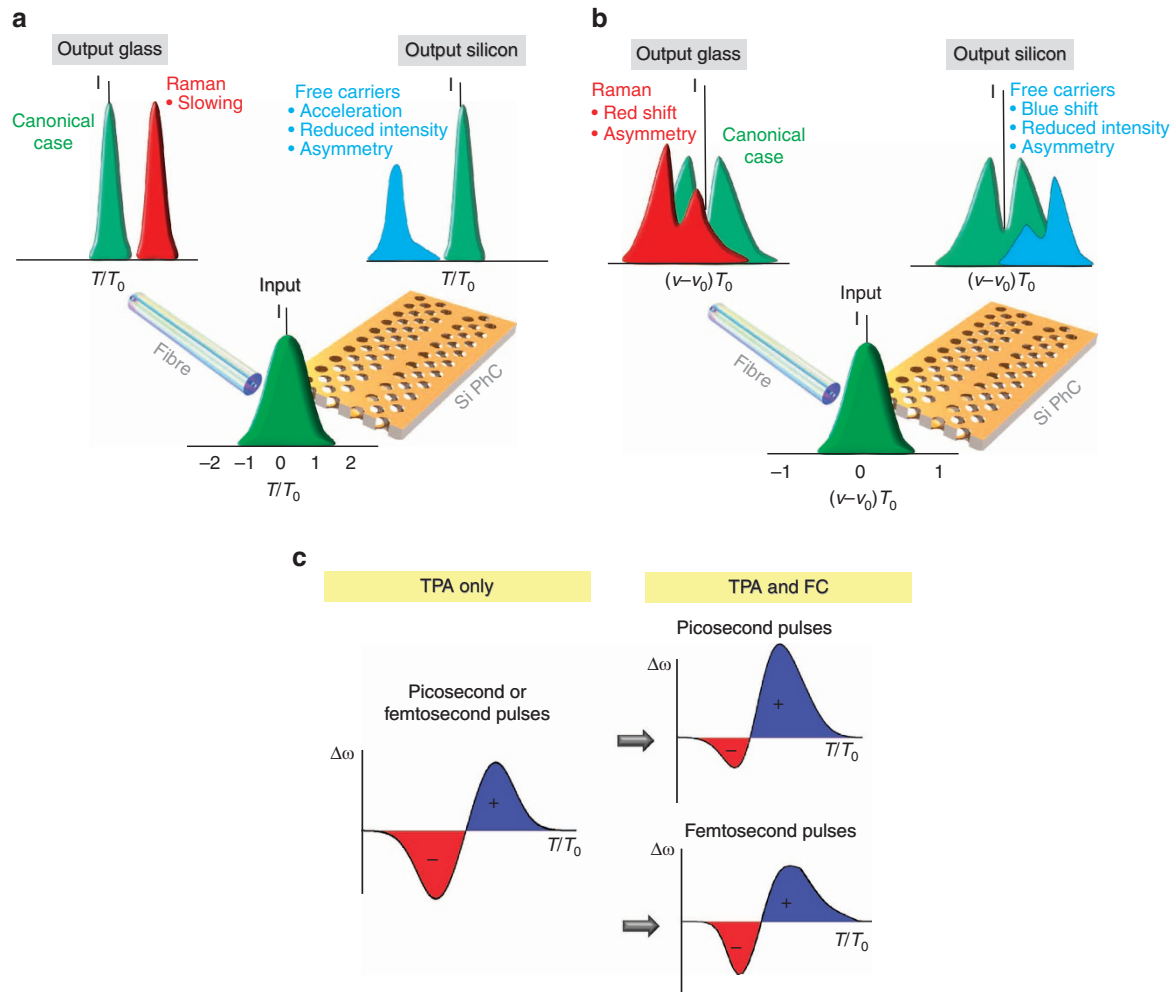 a
Output glass
Output silicon
I
I
Raman
• Slowing
Canonical
case
Free carriers
• Acceleration
• Reduced intensity
• Asymmetry
T/T0
T/T0
Input
I
Fibre
Si PhC
−2 −1 0 1 2
T/T0
b
Output glass
Output silicon
I
I
Raman
• Red shift
• Asymmetry
Canonical
case
Free carriers
• Blue shift
• Reduced intensity
• Asymmetry
(ν−ν0)T0
(ν−ν0)T0
Input
I
Fibre
Si PhC
−1 0 1
(ν−ν0)T0
c
TPA only
TPA and FC
Picosecond or
femtosecond pulses
Δω
+
−
T/T0
Picosecond pulses
Δω
+
−
T/T0
Femtosecond pulses
Δω
+
−
T/T0